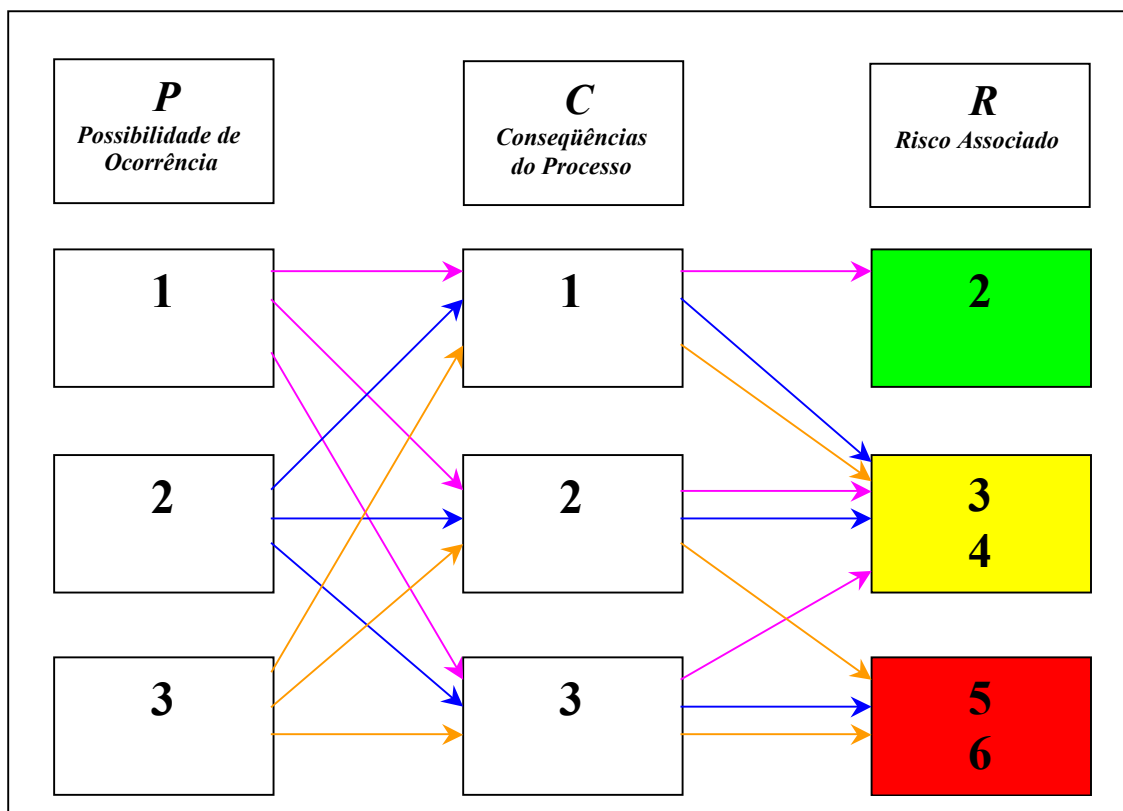 P
Possibilidade de
Ocorrência
C
Conseqüências
do Processo
R
Risco Associado
1
1
2
2
2
3
4
3
3
5
6